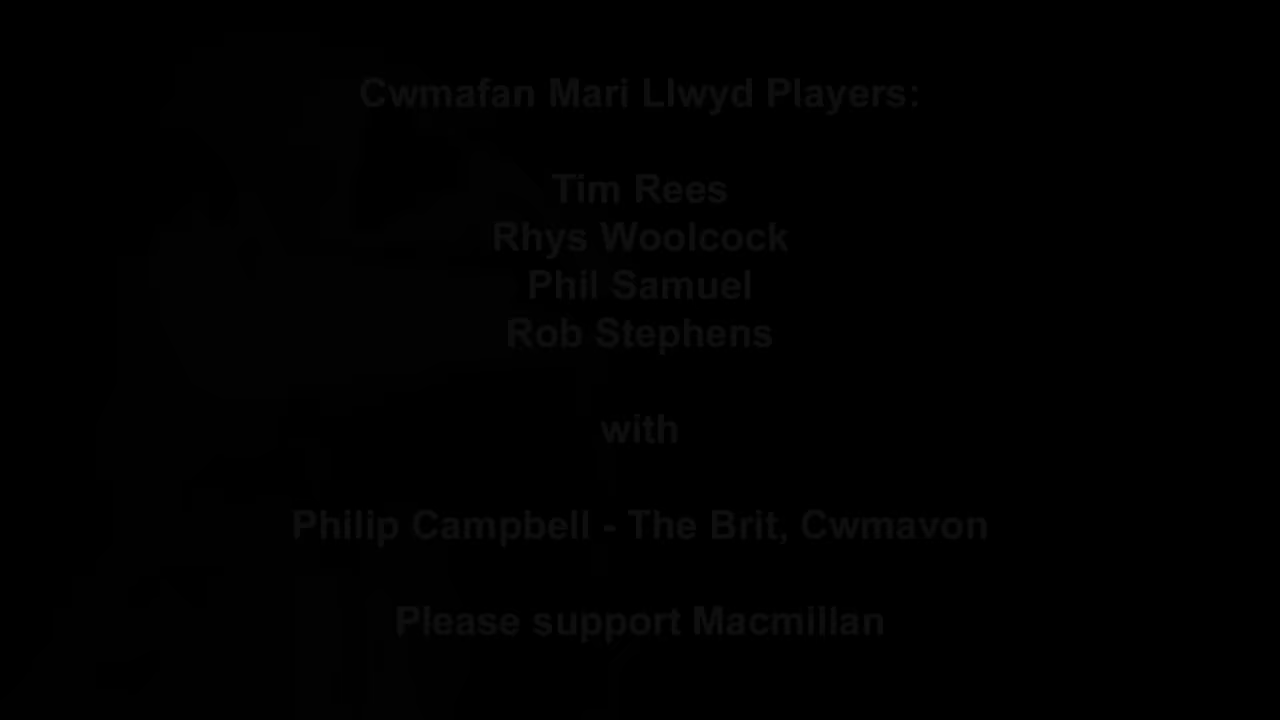 Cwmafan Mari Llwyd Players:
Tim Rees
Rhys Woolcock
Phil Samuel
Rob Stephens
with
Philip Campbell - The Brit, Cwmavon
Please support Macmillan